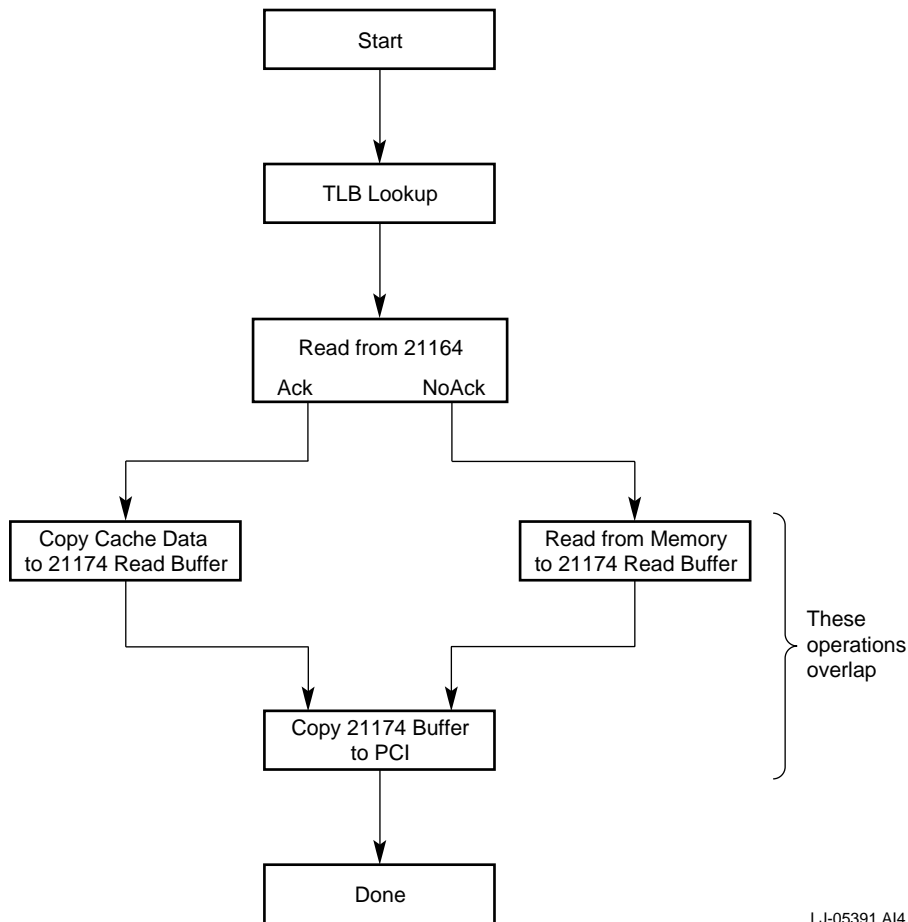 Start
TLB Lookup
Read from 21164
Ack NoAck
Copy Cache Data
to 21174 Read Buffer
Read from Memory
to 21174 Read Buffer
These
operations
overlap
Copy 21174 Buffer
to PCI
Done
LJ-05391.AI4